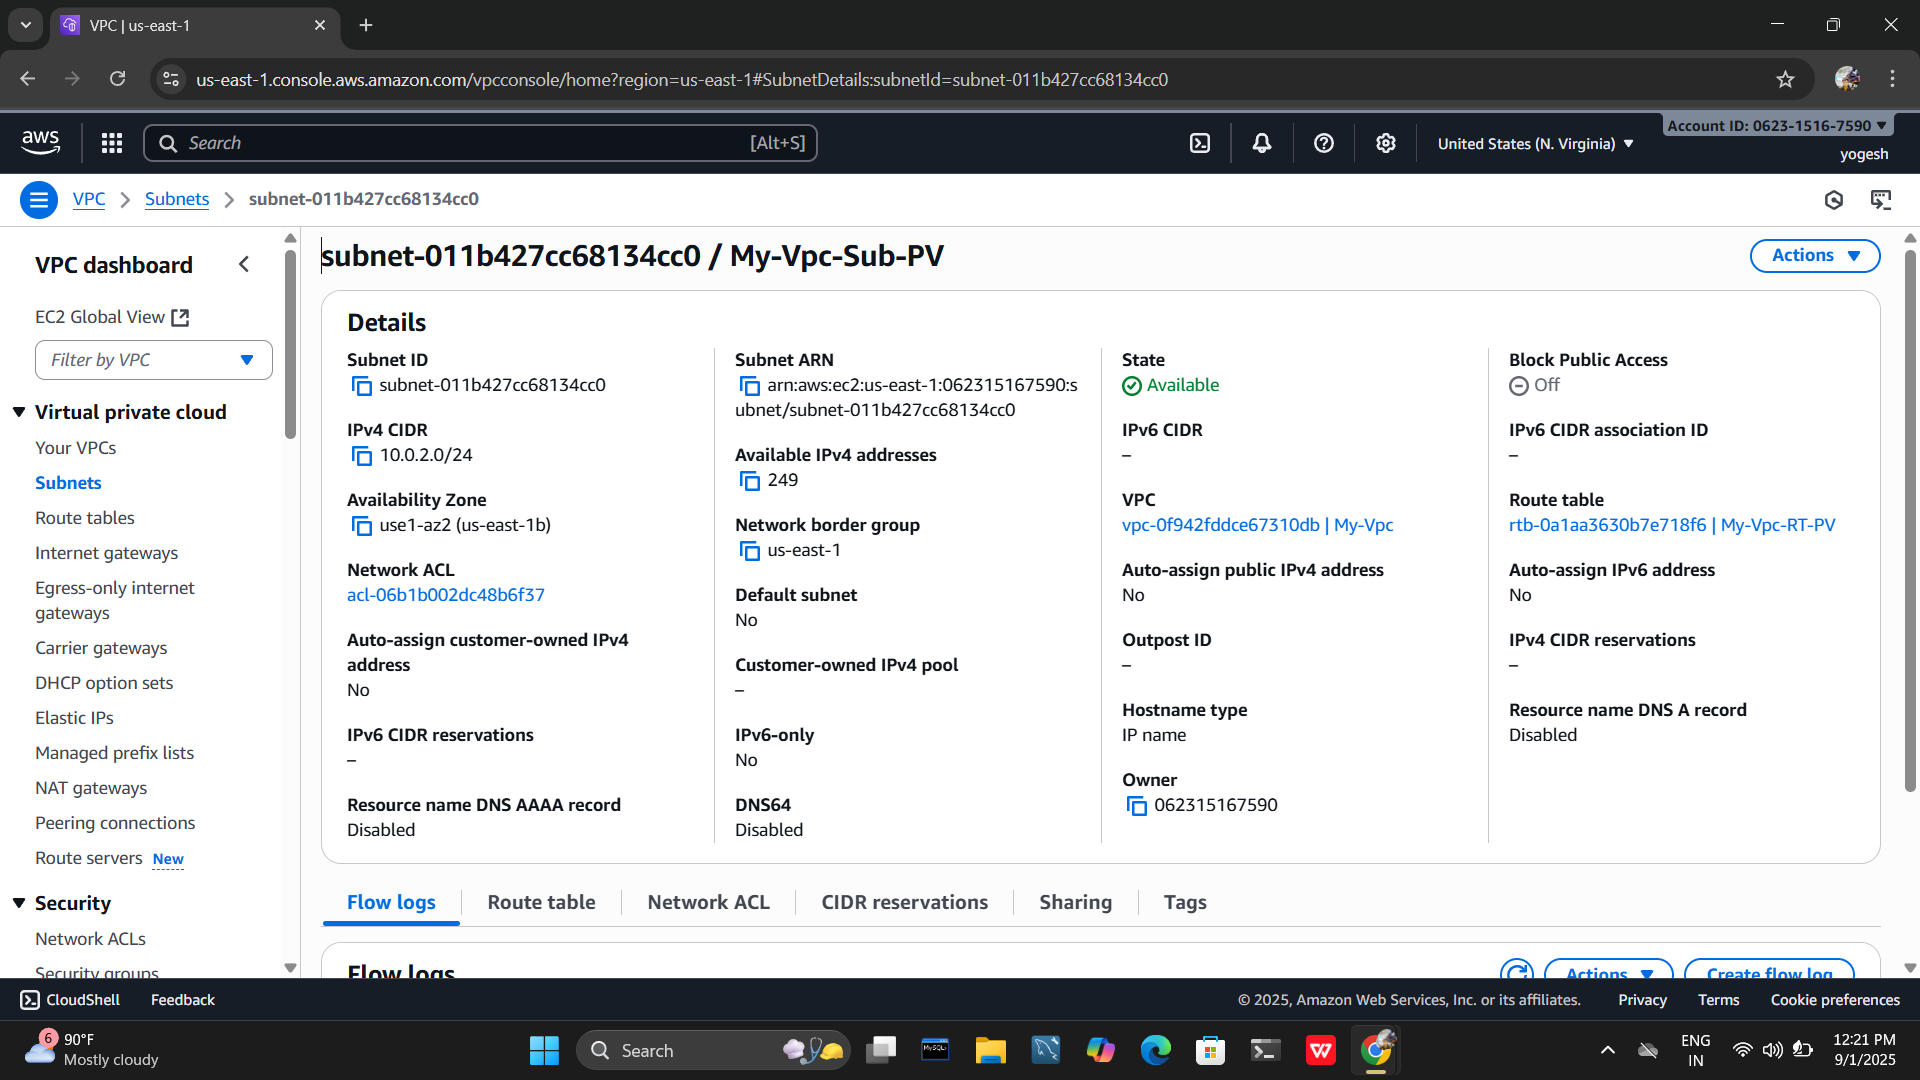 VPC | us-east-1
us-east-1.console.aws.amazon.com/vpcconsole/home?region=us-east-1#SubnetDetails:subnetId=subnet-011b427cc68134cc0
aws
Search
[Alt+S]
United States (N. Virginia)
Account ID: 0623-1516-7590
yogesh
VPC
Subnets
subnet-011b427cc68134cc0
VPC dashboard
EC2 Global View
Filter by VPC
Virtual private cloud
Your VPCs
Subnets
Route tables
Internet gateways
Egress-only internet
gateways
Carrier gateways
DHCP option sets
Elastic IPs
Managed prefix lists
NAT gateways
Peering connections
Route servers New
Security
Network ACLs
Security groups
subnet-011b427cc68134cc0 / My-Vpc-Sub-PV
Actions
Details
Subnet ID
subnet-011b427cc68134cc0
IPv4 CIDR
10.0.2.0/24
Availability Zone
use1-az2 (us-east-1b)
Network ACL
acl-06b1b002dc48b6f37
Auto-assign customer-owned IPv4
address
No
IPv6 CIDR reservations
–
Resource name DNS AAAA record
Disabled
Subnet ARN
arn:aws:ec2:us-east-1:062315167590:s
ubnet/subnet-011b427cc68134cc0
Available IPv4 addresses
249
Network border group
us-east-1
Default subnet
No
Customer-owned IPv4 pool
–
IPv6-only
No
DNS64
Disabled
State
Available
IPv6 CIDR
–
VPC
vpc-0f942fddce67310db | My-Vpc
Auto-assign public IPv4 address
No
Outpost ID
–
Hostname type
IP name
Owner
062315167590
Block Public Access
Off
IPv6 CIDR association ID
–
Route table
rtb-0a1aa3630b7e718f6 | My-Vpc-RT-PV
Auto-assign IPv6 address
No
IPv4 CIDR reservations
–
Resource name DNS A record
Disabled
Flow logs
Route table
Network ACL
CIDR reservations
Sharing
Tags
Flow logs
Actions
Create flow log
CloudShell
Feedback
© 2025, Amazon Web Services, Inc. or its affiliates.
Privacy
Terms
Cookie preferences
6
90°F
Mostly cloudy
Search
MySQL
W
ENG
IN
12:21 PM
9/1/2025